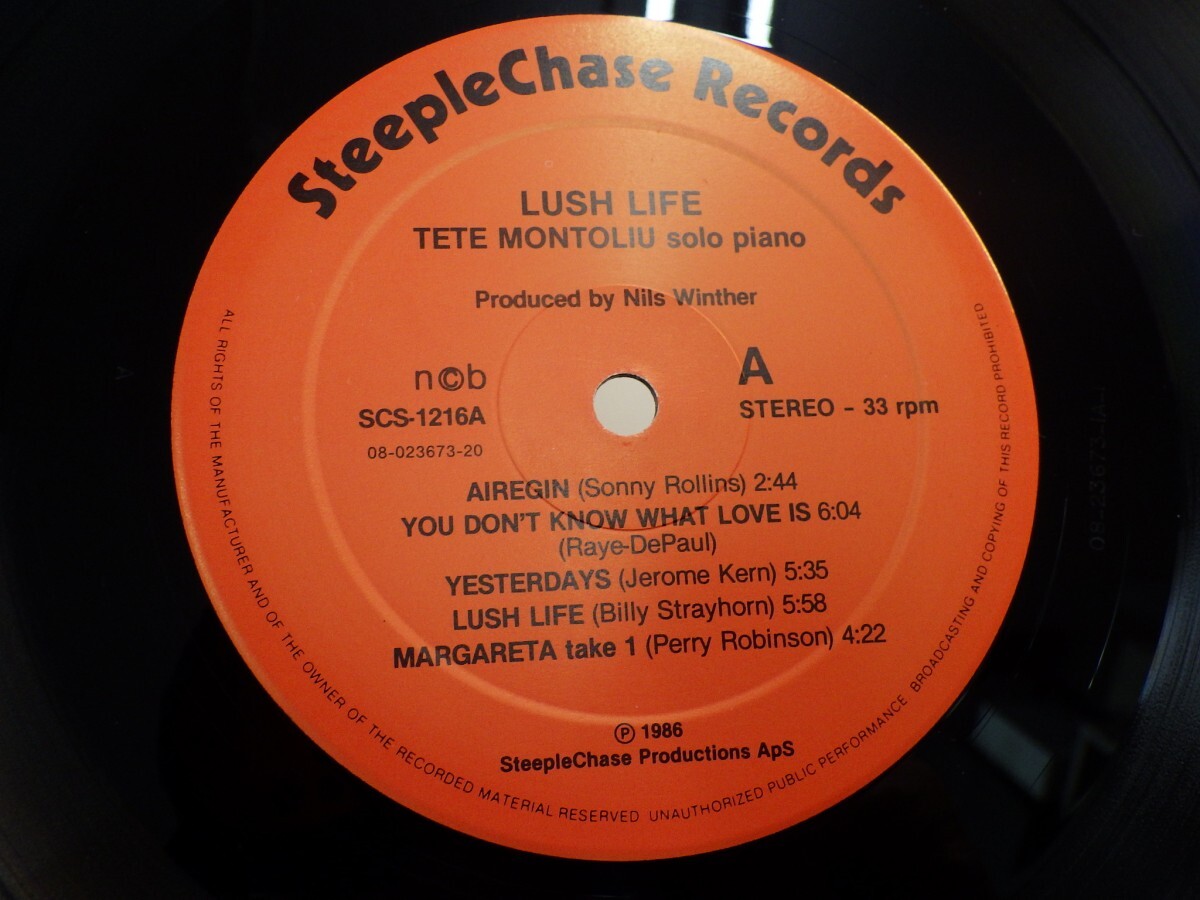 SteepleChase Records
LUSH LIFE
TETE MONTOLIU solo piano
Produced by Nils Winther
n©b
A
SCS-1216A
STEREO - 33 rpm
08-023673-20
AIREGIN (Sonny Rollins) 2:44
YOU DON'T KNOW WHAT LOVE IS 6:04
(Raye-DePaul)
YESTERDAYS (Jerome Kern) 5:35
LUSH LIFE (Billy Strayhorn) 5:58
MARGARETA take 1 (Perry Robinson) 4:22
℗ 1986
SteepleChase Productions ApS
ALL RIGHTS OF THE MANUFACTURER AND OF THE OWNER OF THE RECORDED MATERIAL RESERVED UNAUTHORIZED PUBLIC PERFORMANCE BROADCASTING AND COPYING OF THIS RECORD PROHIBITED